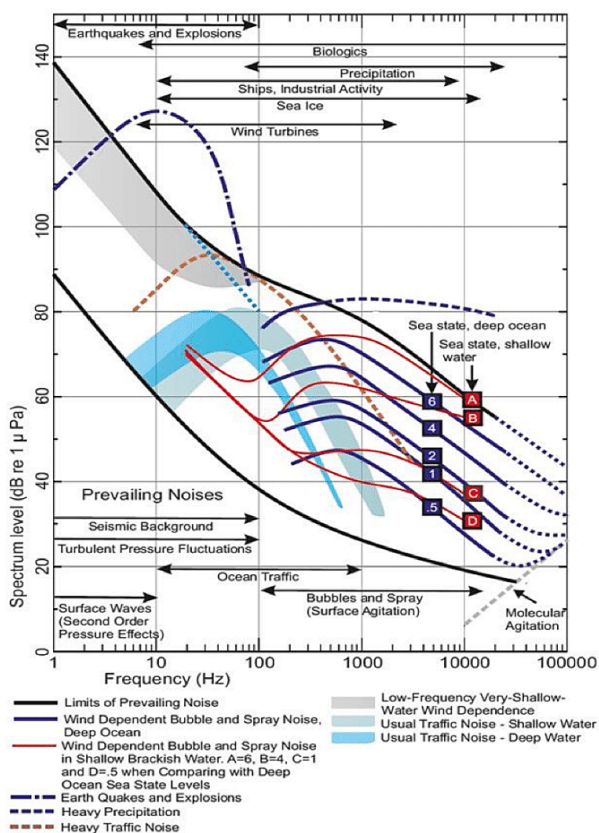 Earthquakes and Explosions
Biologics
Precipitation
Ships, Industrial Activity
Sea Ice
Wind Turbines
140
120
100
80
60
40
20
0
Spectrum level (dB re 1 μ Pa)
Sea state, deep ocean
Sea state, shallow
water
6
4
2
1
.5
A
B
C
D
Prevailing Noises
Seismic Background
Turbulent Pressure Fluctuations
Ocean Traffic
Surface Waves
(Second Order
Pressure Effects)
Bubbles and Spray
(Surface Agitation)
Molecular
Agitation
1
10
100
1000
10000
100000
Frequency (Hz)
Limits of Prevailing Noise
Wind Dependent Bubble and Spray Noise,
Deep Ocean
Wind Dependent Bubble and Spray Noise
in Shallow Brackish Water. A=6, B=4, C=1
and D=.5 when Comparing with Deep
Ocean Sea State Levels
Earth Quakes and Explosions
Heavy Precipitation
Heavy Traffic Noise
Low-Frequency Very-Shallow-
Water Wind Dependence
Usual Traffic Noise - Shallow Water
Usual Traffic Noise - Deep Water